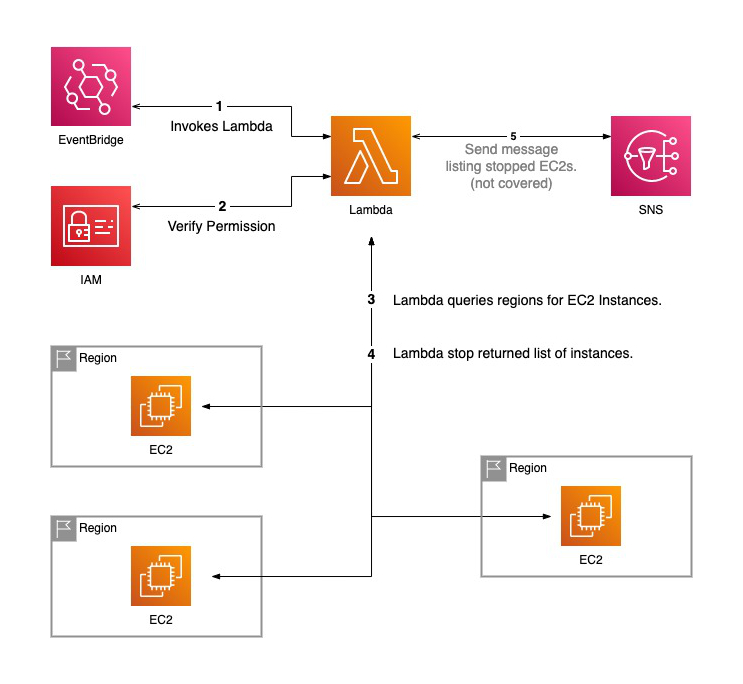 EventBridge
1
Invokes Lambda
IAM
2
Verify Permission
Lambda
5
Send message
listing stopped EC2s.
(not covered)
SNS
3 Lambda queries regions for EC2 Instances.
4 Lambda stop returned list of instances.
Region
EC2
Region
EC2
Region
EC2